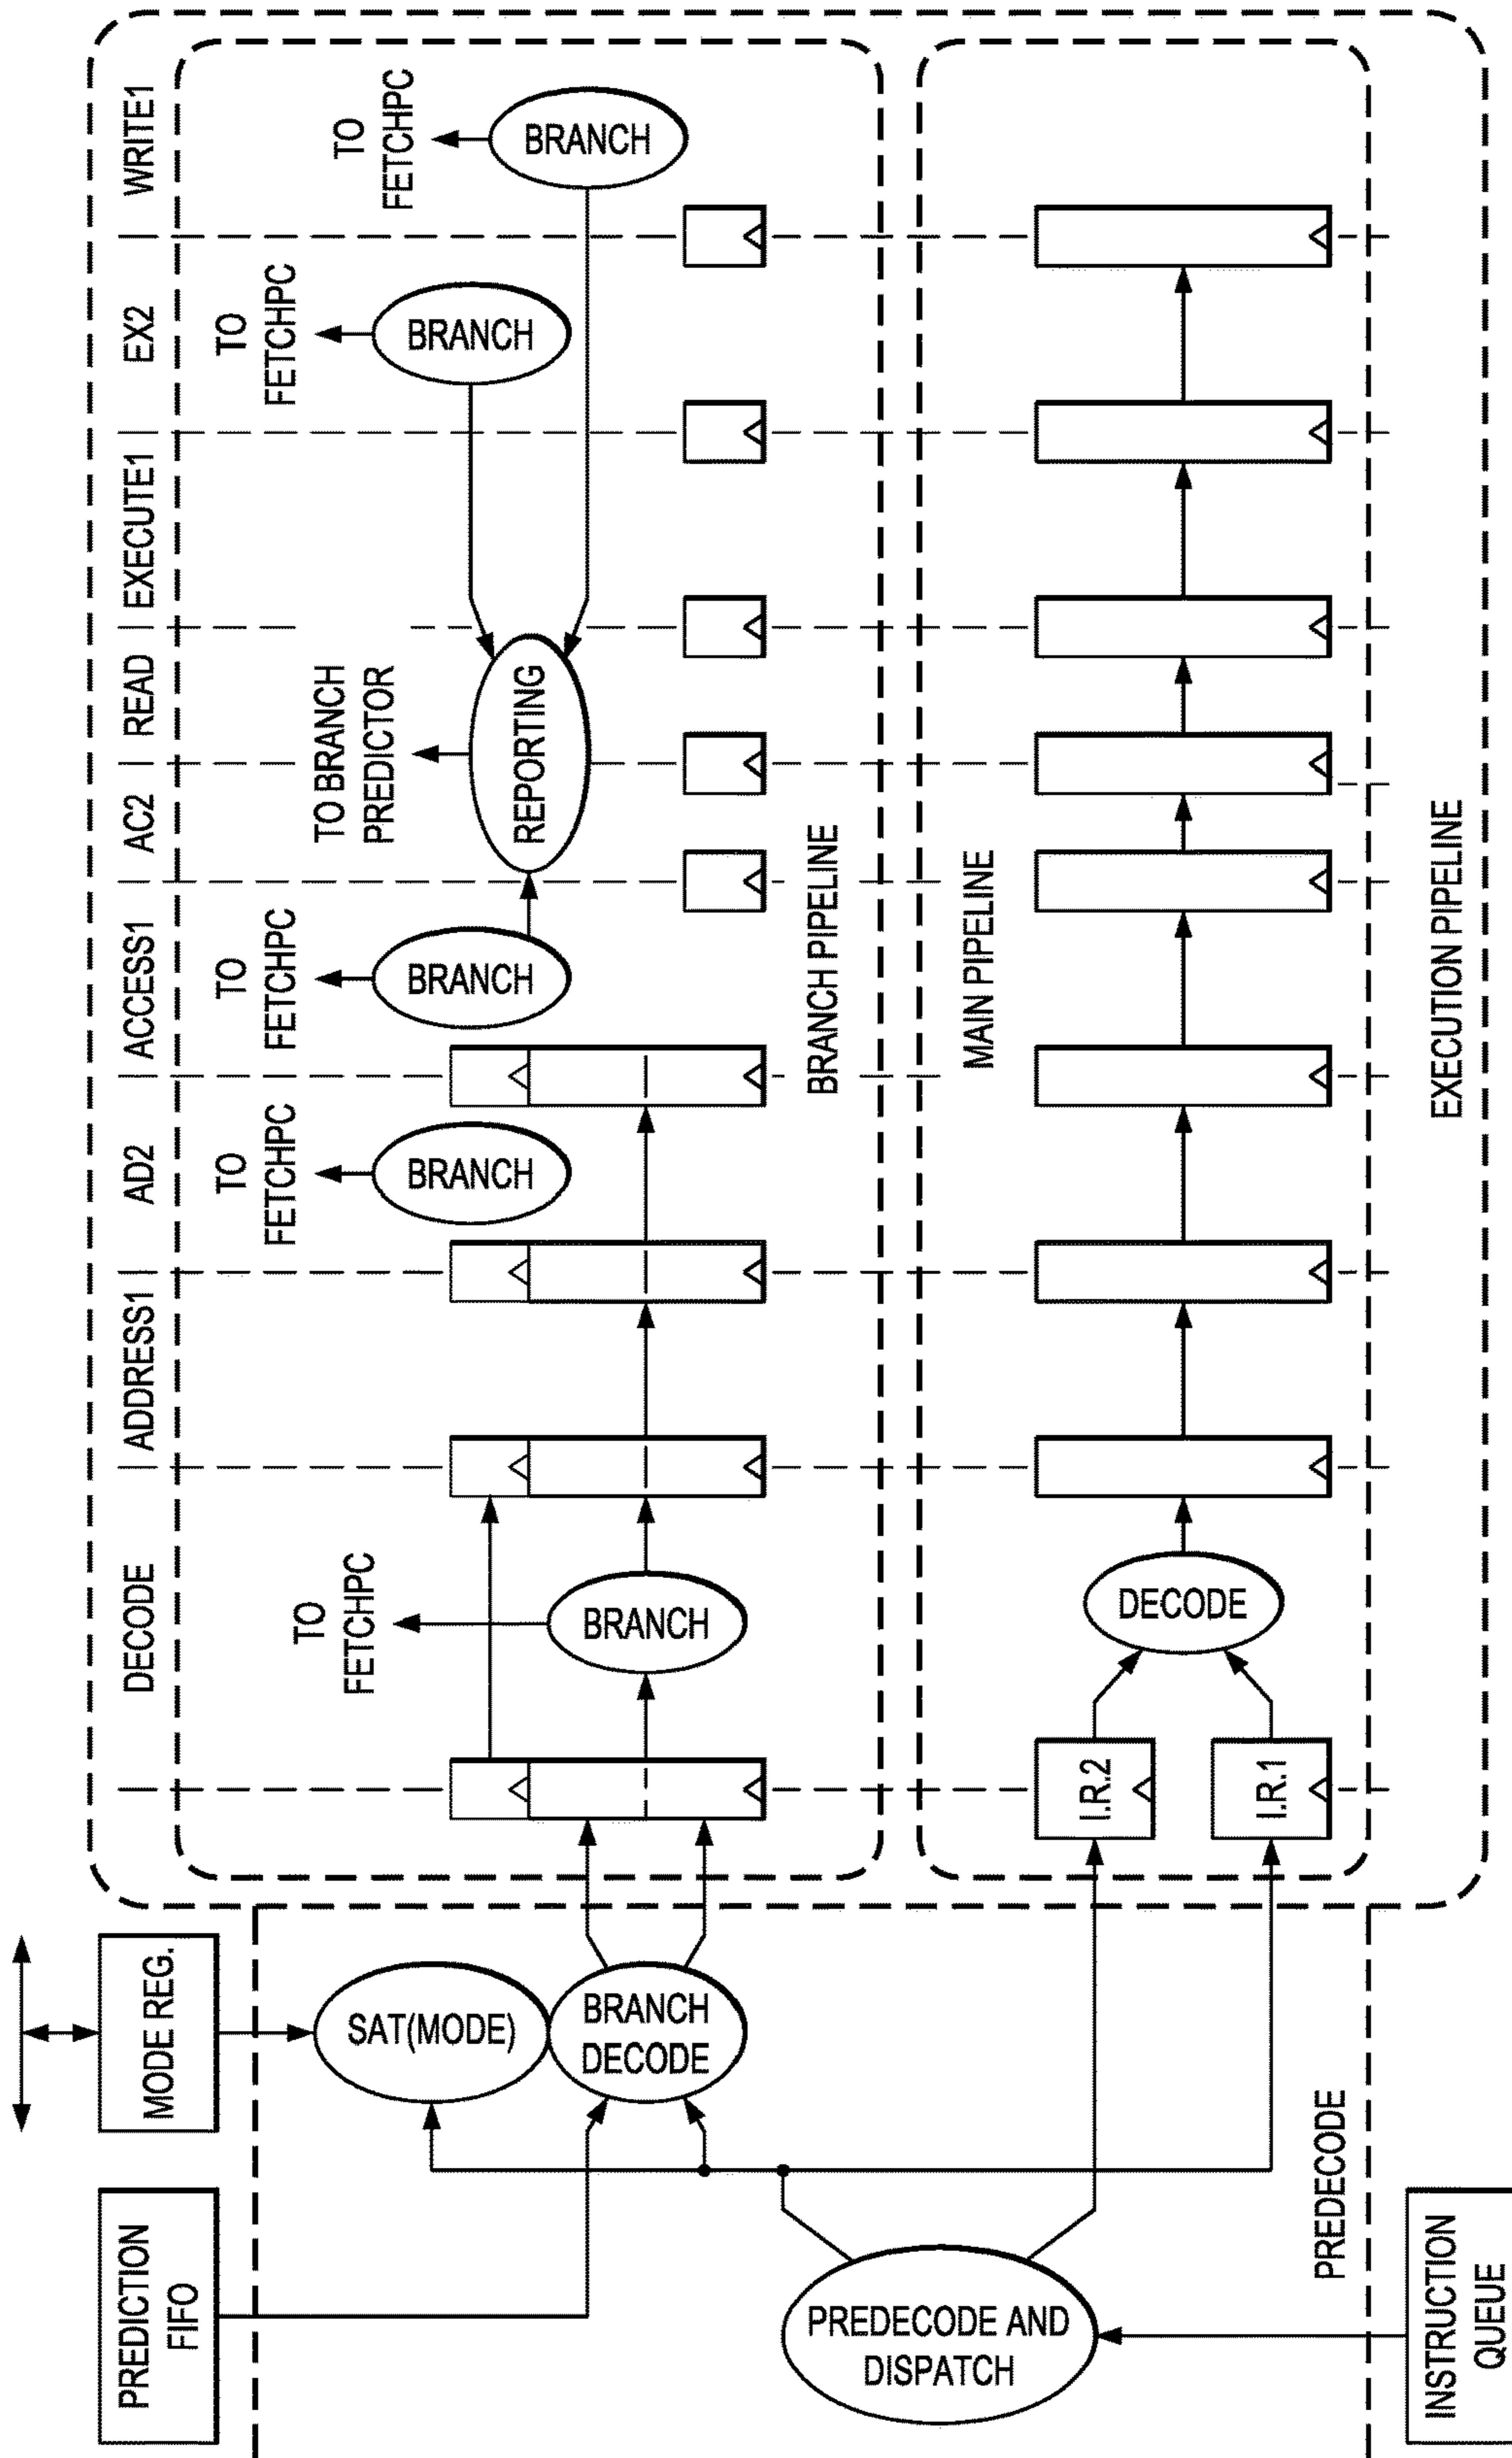 DECODE
ADDRESS1
AD2
ACCESS1
AC2
READ
EXECUTE1
EX2
WRITE1
TO
FETCHPC
BRANCH
TO
FETCHPC
BRANCH
TO
FETCHPC
BRANCH
TO BRANCH
PREDICTOR
REPORTING
TO
FETCHPC
BRANCH
TO
FETCHPC
BRANCH
BRANCH PIPELINE
MAIN PIPELINE
I.R.2
I.R.1
DECODE
EXECUTION PIPELINE
PREDICTION
FIFO
MODE REG.
SAT(MODE)
BRANCH
DECODE
PREDECODE AND
DISPATCH
PREDECODE
INSTRUCTION
QUEUE